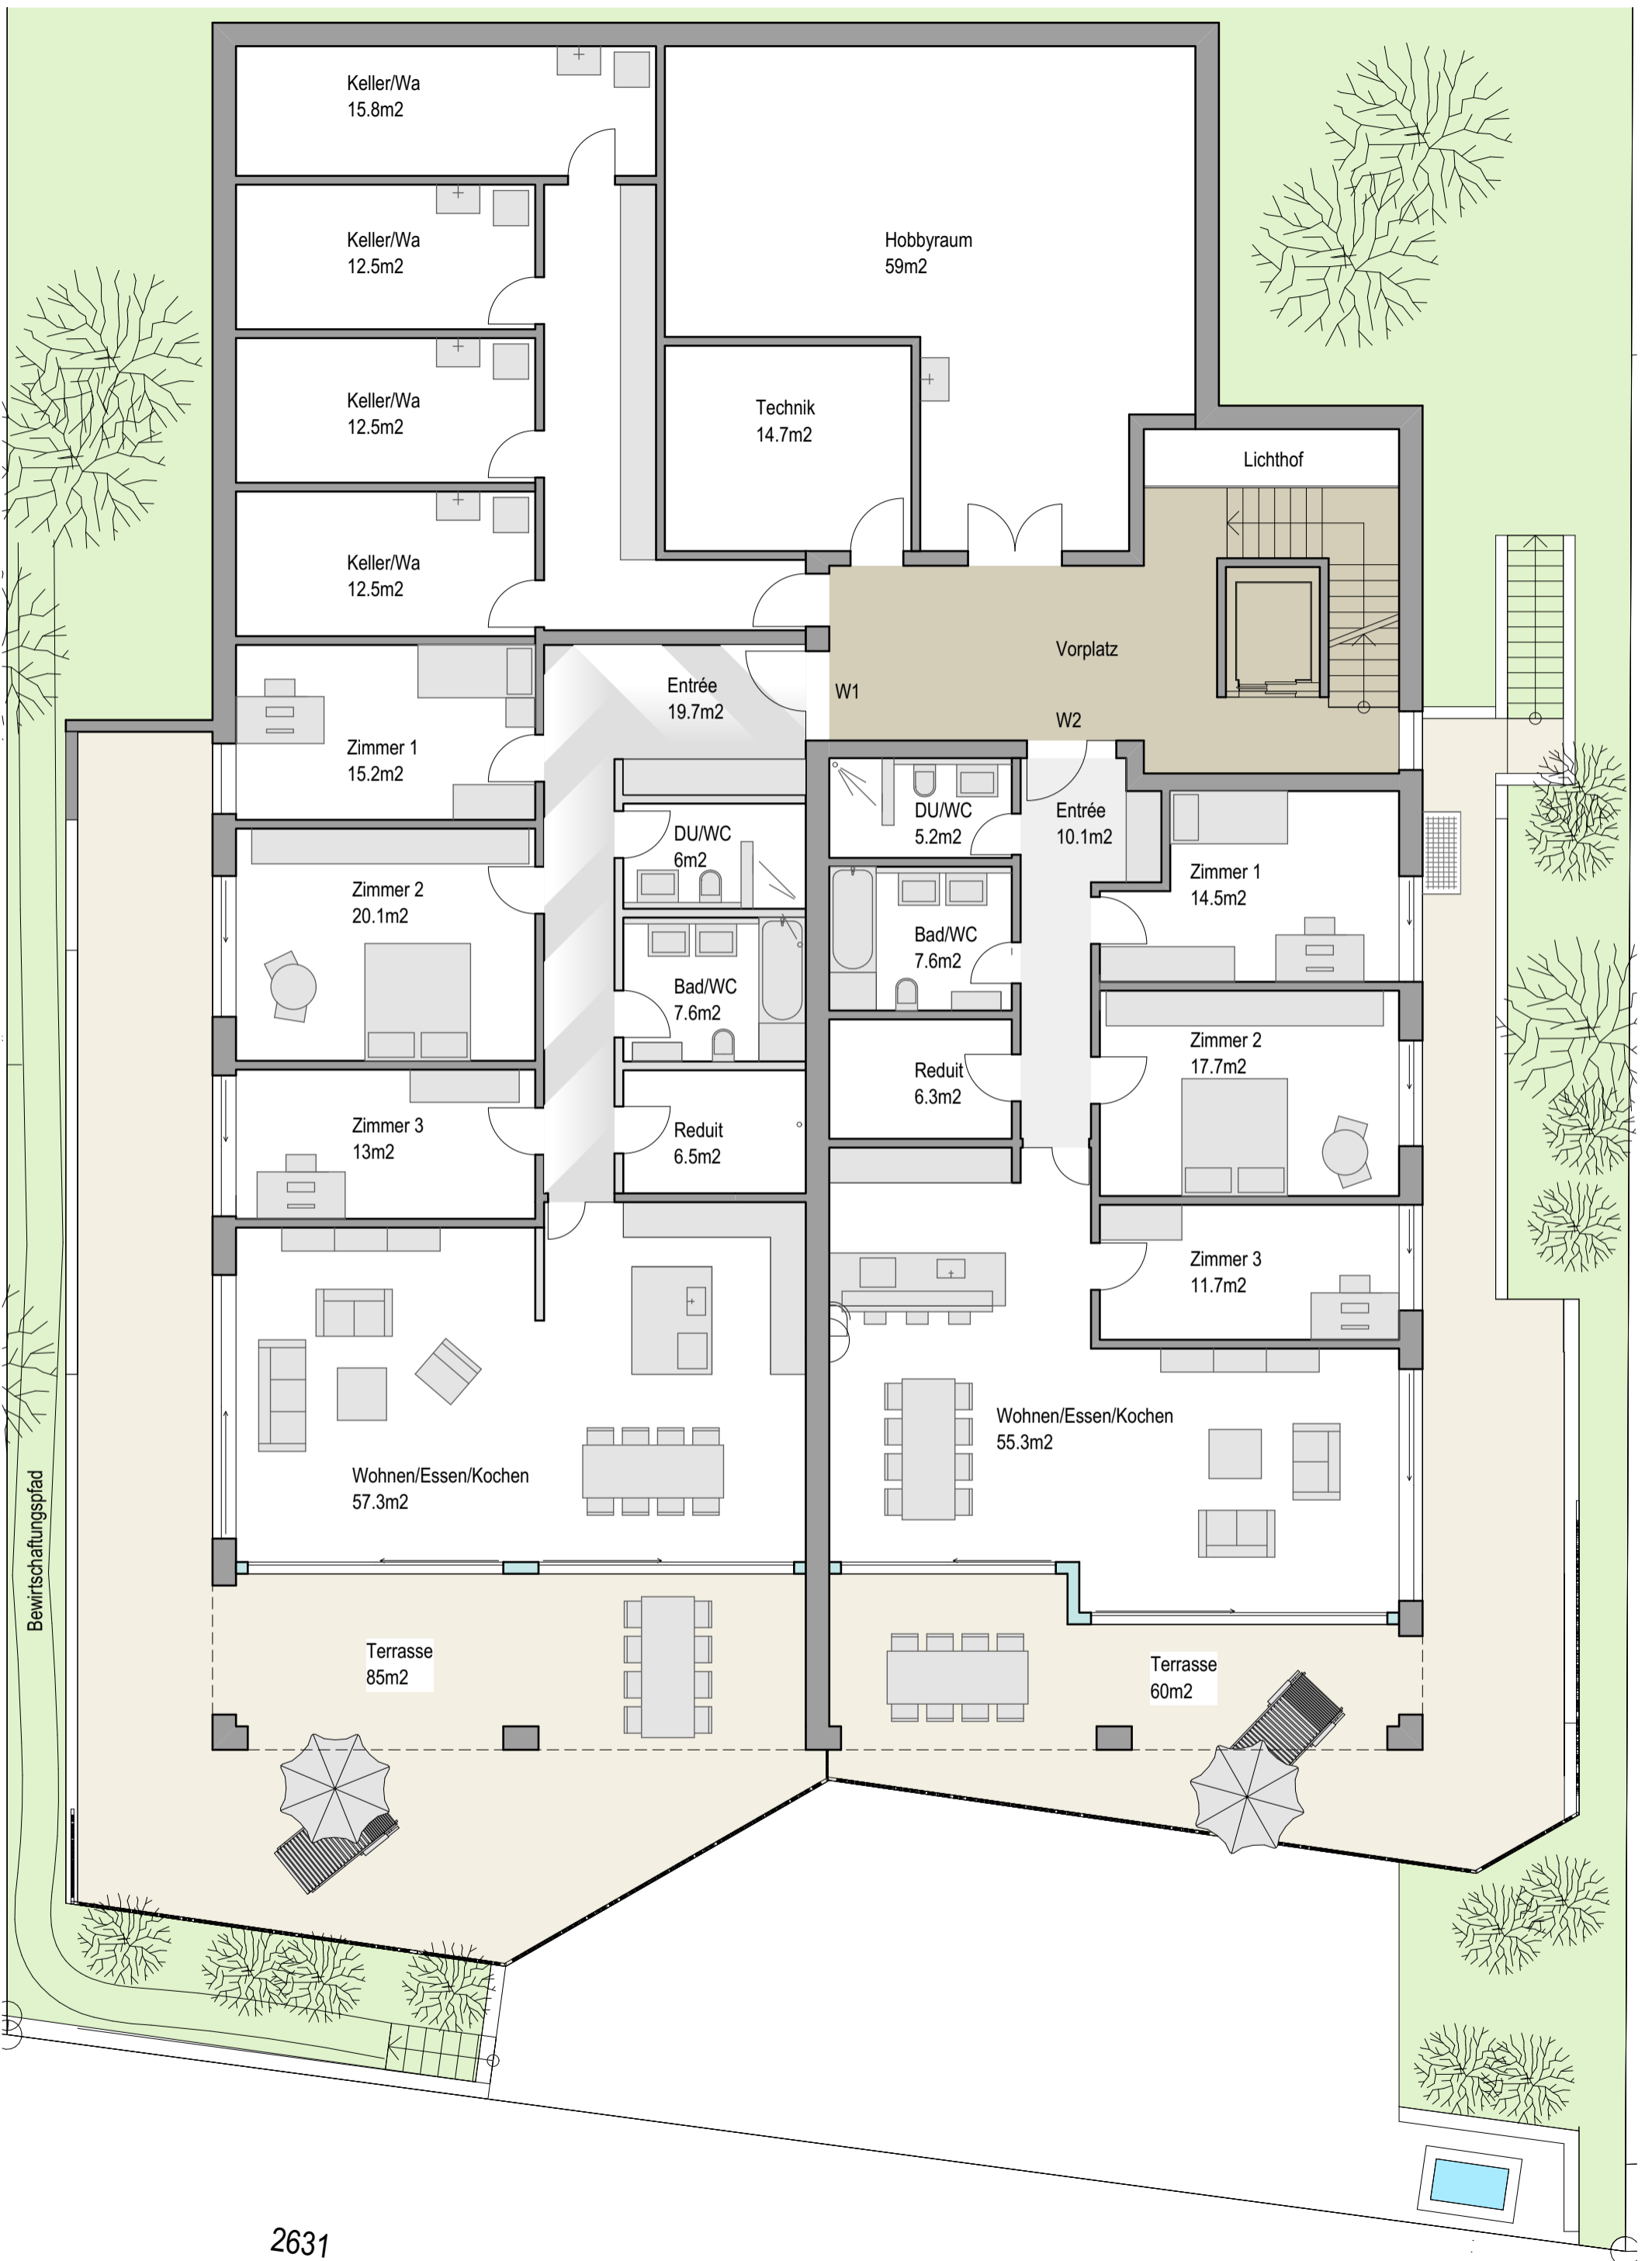 Keller/Wa
15.8m2
Keller/Wa
12.5m2
Hobbyraum
59m2
Keller/Wa
12.5m2
Technik
14.7m2
Lichthof
Keller/Wa
12.5m2
Vorplatz
W1
W2
Entrée
19.7m2
Zimmer 1
15.2m2
DU/WC
6m2
DU/WC
5.2m2
Entrée
10.1m2
Zimmer 2
20.1m2
Zimmer 1
14.5m2
Bad/WC
7.6m2
Bad/WC
7.6m2
Zimmer 3
13m2
Reduit
6.5m2
Reduit
6.3m2
Zimmer 2
17.7m2
Zimmer 3
11.7m2
Wohnen/Essen/Kochen
57.3m2
Wohnen/Essen/Kochen
55.3m2
Bewirtschaftungspfad
Terrasse
85m2
Terrasse
60m2
2631